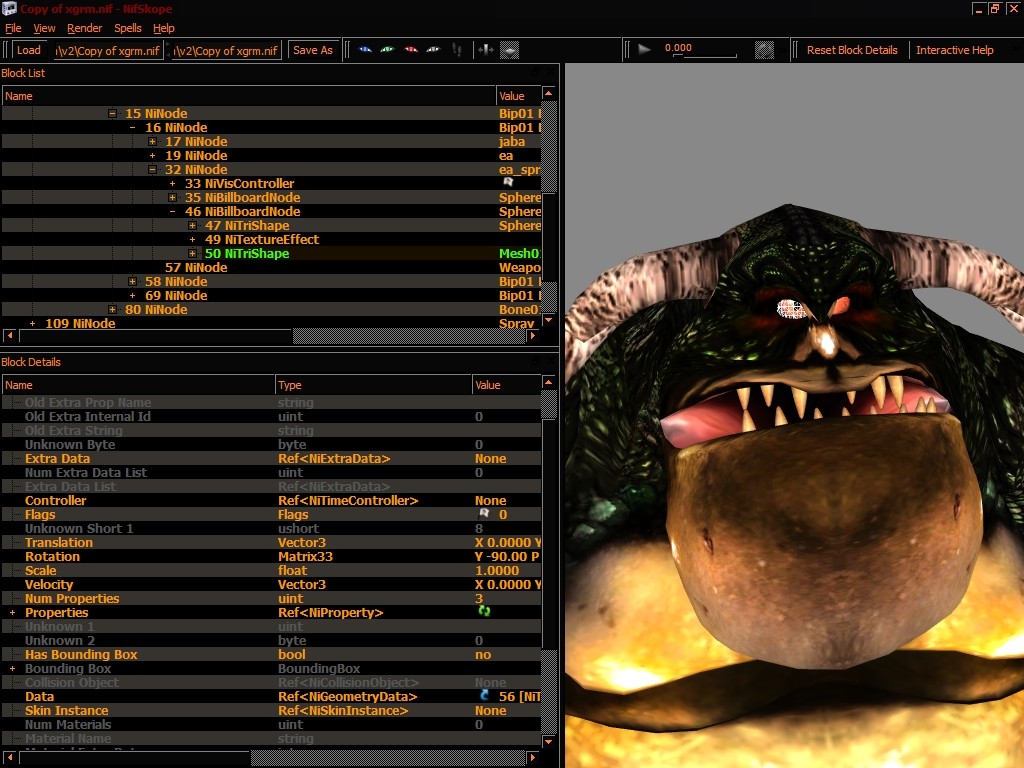 Copy of xgrm.nif - NifSkope
File View Render Spells Help
Load ı\v2\Copy of xgrm.nif ı\v2\Copy of xgrm.nif Save As 0.000 Reset Block Details Interactive Help
Block List
Name Value
15 NiNode Bip01
16 NiNode Bip01
17 NiNode jaba
19 NiNode ea
32 NiNode ea_spr
33 NiVisController
35 NiBillboardNode Sphere
46 NiBillboardNode Sphere
47 NiTriShape Sphere
49 NiTextureEffect
50 NiTriShape Mesh0
57 NiNode Weapo
58 NiNode Bip01
69 NiNode Bip01
80 NiNode Bone0
109 NiNode Spray
Block Details
Name Type Value
Old Extra Prop Name string
Old Extra Internal Id uint 0
Old Extra String string
Unknown Byte byte 0
Extra Data Ref<NiExtraData> None
Num Extra Data List uint 0
Extra Data List Ref<NiExtraData>
Controller Ref<NiTimeController> None
Flags Flags 0
Unknown Short 1 ushort 8
Translation Vector3 X 0.0000 Y
Rotation Matrix33 Y -90.00 P
Scale float 1.0000
Velocity Vector3 X 0.0000 Y
Num Properties uint 3
Properties Ref<NiProperty>
Unknown 1 uint
Unknown 2 byte 0
Has Bounding Box bool no
Bounding Box BoundingBox
Collision Object Ref<NiCollisionObject> None
Data Ref<NiGeometryData> 56 [NiT
Skin Instance Ref<NiSkinInstance> None
Num Materials uint 0
Material Name string